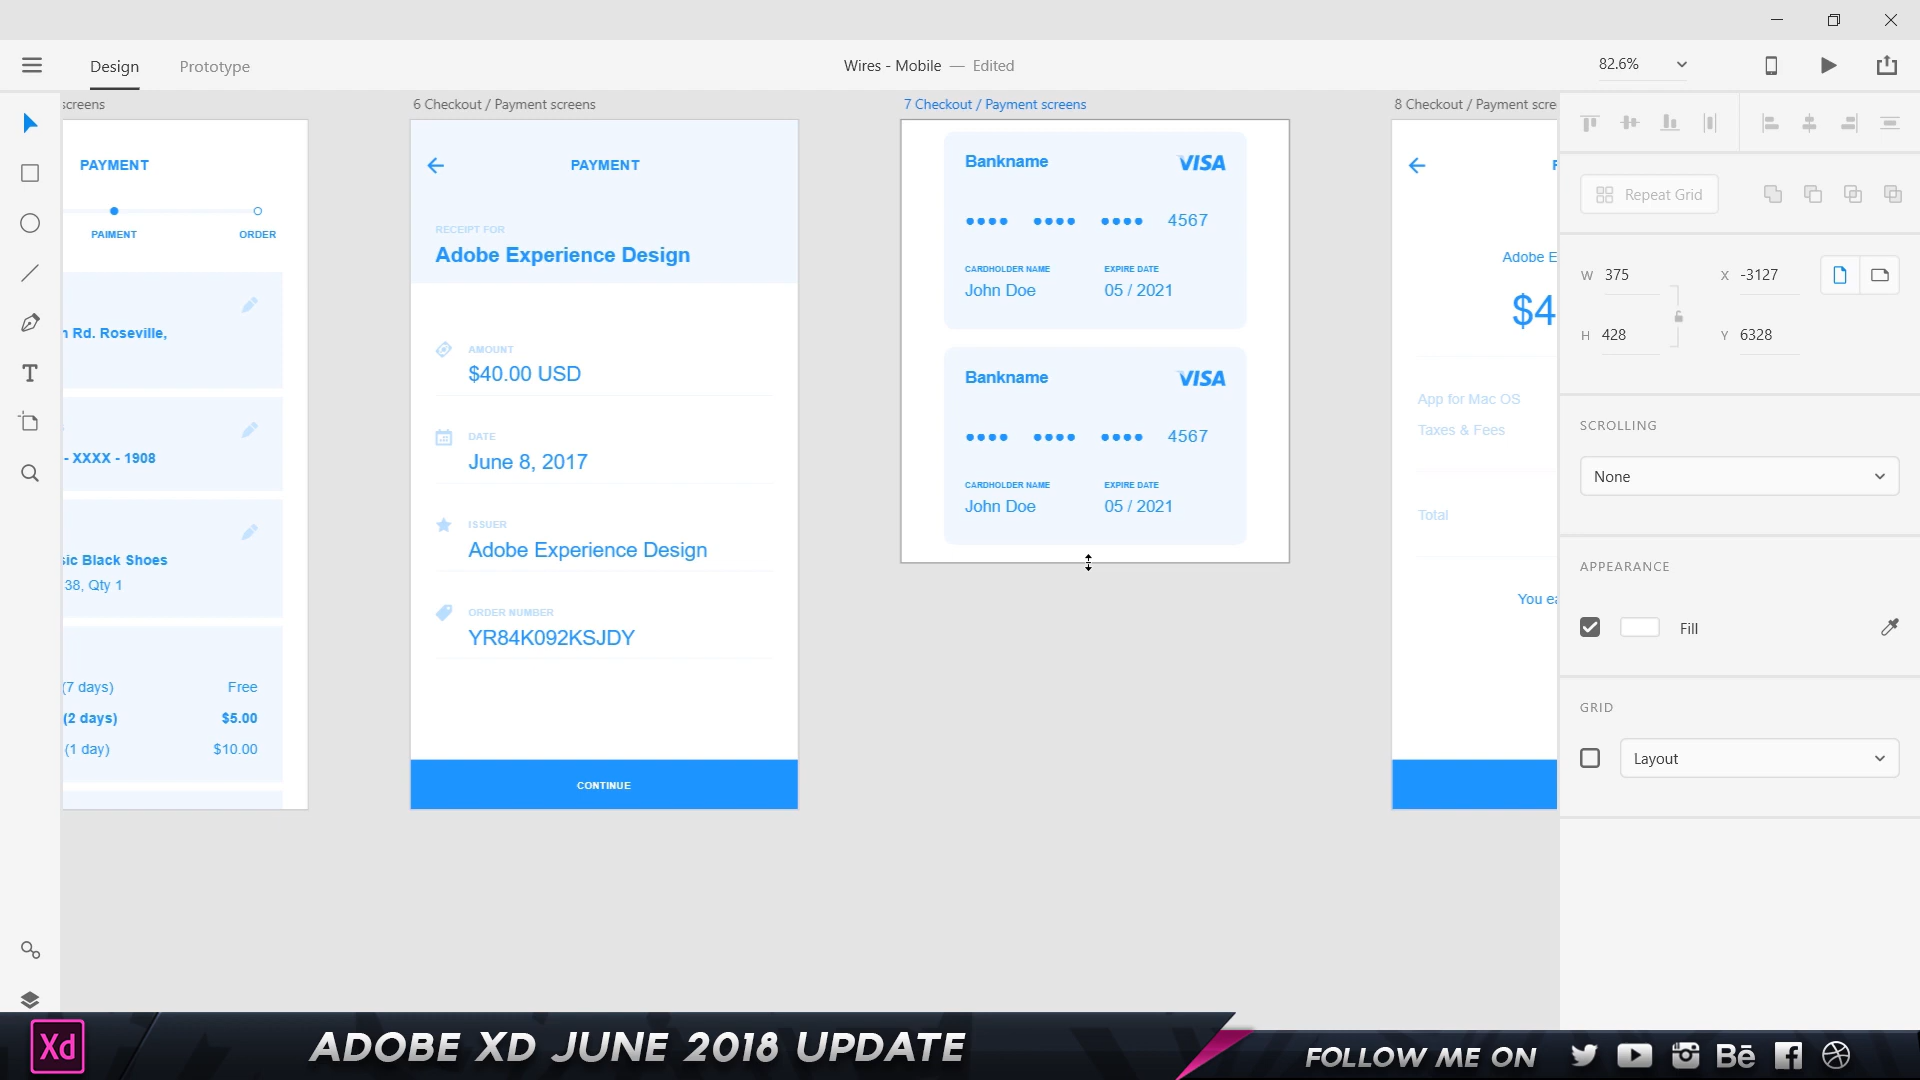 Design
Prototype
Wires - Mobile — Edited
82.6%
screens
PAYMENT
PAIMENT
ORDER
Rd. Roseville,
- XXXX - 1908
sic Black Shoes
38, Qty 1
(7 days) Free
(2 days) $5.00
(1 day) $10.00
6 Checkout / Payment screens
PAYMENT
RECEIPT FOR
Adobe Experience Design
AMOUNT
$40.00 USD
DATE
June 8, 2017
ISSUER
Adobe Experience Design
ORDER NUMBER
YR84K092KSJDY
CONTINUE
7 Checkout / Payment screens
Bankname VISA
•••• •••• •••• 4567
CARDHOLDER NAME EXPIRE DATE
John Doe 05 / 2021
Bankname VISA
•••• •••• •••• 4567
CARDHOLDER NAME EXPIRE DATE
John Doe 05 / 2021
8 Checkout / Payment scre
Adobe E
$4
App for Mac OS
Taxes & Fees
Total
You ea
Repeat Grid
W 375 X -3127
H 428 Y 6328
SCROLLING
None
APPEARANCE
Fill
GRID
Layout
Xd
ADOBE XD JUNE 2018 UPDATE
FOLLOW ME ON
Bē